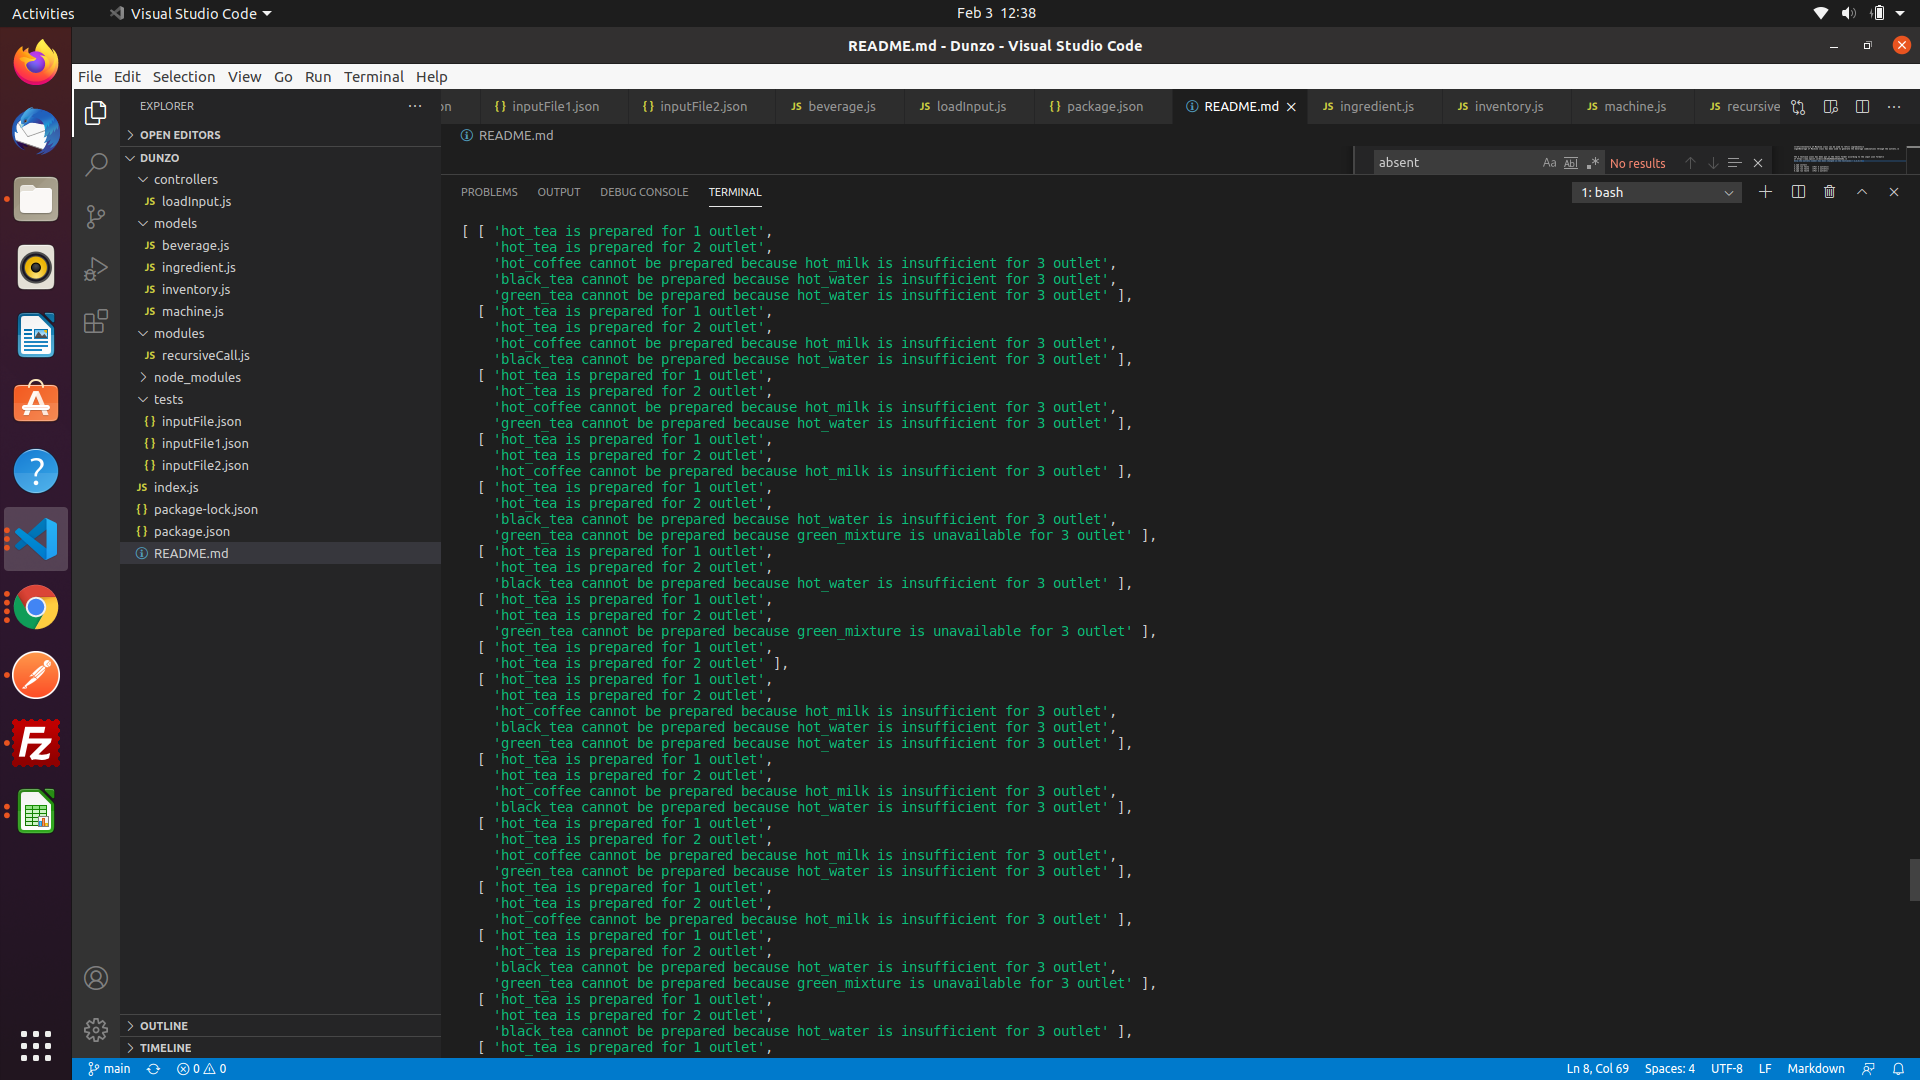 Activities
Visual Studio Code
Feb 3 12:38
README.md - Dunzo - Visual Studio Code
File Edit Selection View Go Run Terminal Help
EXPLORER
on
{} inputFile1.json
{} inputFile2.json
JS beverage.js
JS loadInput.js
{} package.json
README.md
JS ingredient.js
JS inventory.js
JS machine.js
JS recursive
OPEN EDITORS
DUNZO
controllers
JS loadInput.js
models
JS beverage.js
JS ingredient.js
JS inventory.js
JS machine.js
modules
JS recursiveCall.js
node_modules
tests
{} inputFile.json
{} inputFile1.json
{} inputFile2.json
JS index.js
{} package-lock.json
{} package.json
README.md
OUTLINE
TIMELINE
README.md
absent
Aa Abl .* No results
PROBLEMS OUTPUT DEBUG CONSOLE TERMINAL
1: bash
[ [ 'hot_tea is prepared for 1 outlet',
'hot_tea is prepared for 2 outlet',
'hot_coffee cannot be prepared because hot_milk is insufficient for 3 outlet',
'black_tea cannot be prepared because hot_water is insufficient for 3 outlet',
'green_tea cannot be prepared because hot_water is insufficient for 3 outlet' ],
[ 'hot_tea is prepared for 1 outlet',
'hot_tea is prepared for 2 outlet',
'hot_coffee cannot be prepared because hot_milk is insufficient for 3 outlet',
'black_tea cannot be prepared because hot_water is insufficient for 3 outlet' ],
[ 'hot_tea is prepared for 1 outlet',
'hot_tea is prepared for 2 outlet',
'hot_coffee cannot be prepared because hot_milk is insufficient for 3 outlet',
'green_tea cannot be prepared because hot_water is insufficient for 3 outlet' ],
[ 'hot_tea is prepared for 1 outlet',
'hot_tea is prepared for 2 outlet',
'hot_coffee cannot be prepared because hot_milk is insufficient for 3 outlet' ],
[ 'hot_tea is prepared for 1 outlet',
'hot_tea is prepared for 2 outlet',
'black_tea cannot be prepared because hot_water is insufficient for 3 outlet',
'green_tea cannot be prepared because green_mixture is unavailable for 3 outlet' ],
[ 'hot_tea is prepared for 1 outlet',
'hot_tea is prepared for 2 outlet',
'black_tea cannot be prepared because hot_water is insufficient for 3 outlet' ],
[ 'hot_tea is prepared for 1 outlet',
'hot_tea is prepared for 2 outlet',
'green_tea cannot be prepared because green_mixture is unavailable for 3 outlet' ],
[ 'hot_tea is prepared for 1 outlet',
'hot_tea is prepared for 2 outlet' ],
[ 'hot_tea is prepared for 1 outlet',
'hot_tea is prepared for 2 outlet',
'hot_coffee cannot be prepared because hot_milk is insufficient for 3 outlet',
'black_tea cannot be prepared because hot_water is insufficient for 3 outlet',
'green_tea cannot be prepared because hot_water is insufficient for 3 outlet' ],
[ 'hot_tea is prepared for 1 outlet',
'hot_tea is prepared for 2 outlet',
'hot_coffee cannot be prepared because hot_milk is insufficient for 3 outlet',
'black_tea cannot be prepared because hot_water is insufficient for 3 outlet' ],
[ 'hot_tea is prepared for 1 outlet',
'hot_tea is prepared for 2 outlet',
'hot_coffee cannot be prepared because hot_milk is insufficient for 3 outlet',
'green_tea cannot be prepared because hot_water is insufficient for 3 outlet' ],
[ 'hot_tea is prepared for 1 outlet',
'hot_tea is prepared for 2 outlet',
'hot_coffee cannot be prepared because hot_milk is insufficient for 3 outlet' ],
[ 'hot_tea is prepared for 1 outlet',
'hot_tea is prepared for 2 outlet',
'black_tea cannot be prepared because hot_water is insufficient for 3 outlet',
'green_tea cannot be prepared because green_mixture is unavailable for 3 outlet' ],
[ 'hot_tea is prepared for 1 outlet',
'hot_tea is prepared for 2 outlet',
'black_tea cannot be prepared because hot_water is insufficient for 3 outlet' ],
[ 'hot_tea is prepared for 1 outlet',
main
0 0
Ln 8, Col 69
Spaces: 4
UTF-8
LF
Markdown